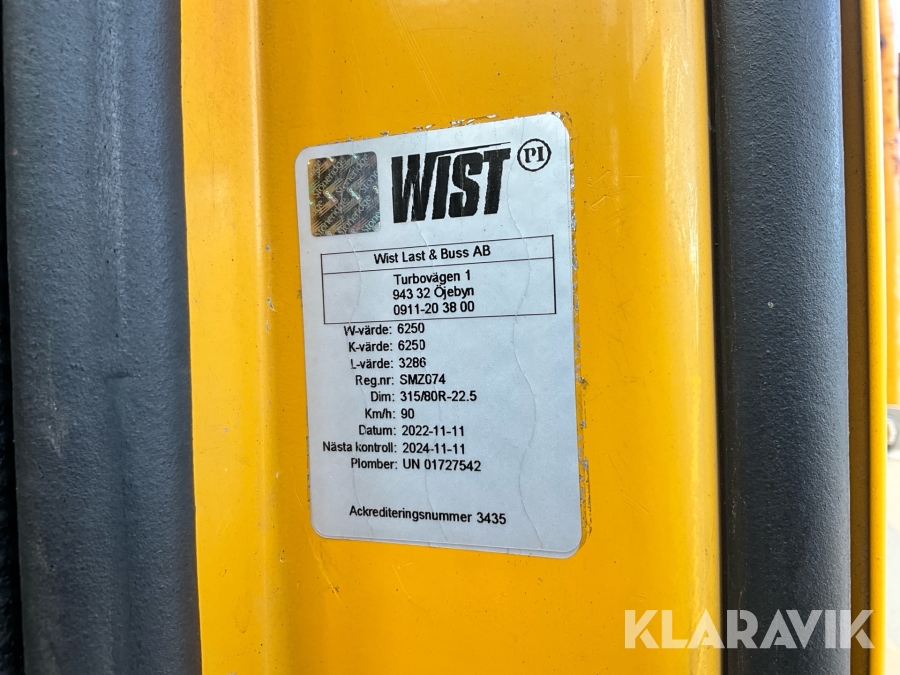 WIST PI
Wist Last & Buss AB
Turbovägen 1
943 32 Öjebyn
0911-20 38 00
W-värde: 6250
K-värde: 6250
L-värde: 3286
Reg.nr: SMZ074
Dim: 315/80R-22.5
Km/h: 90
Datum: 2022-11-11
Nästa kontroll: 2024-11-11
Plomber: UN 01727542
Ackrediteringsnummer 3435
KLARAVIK